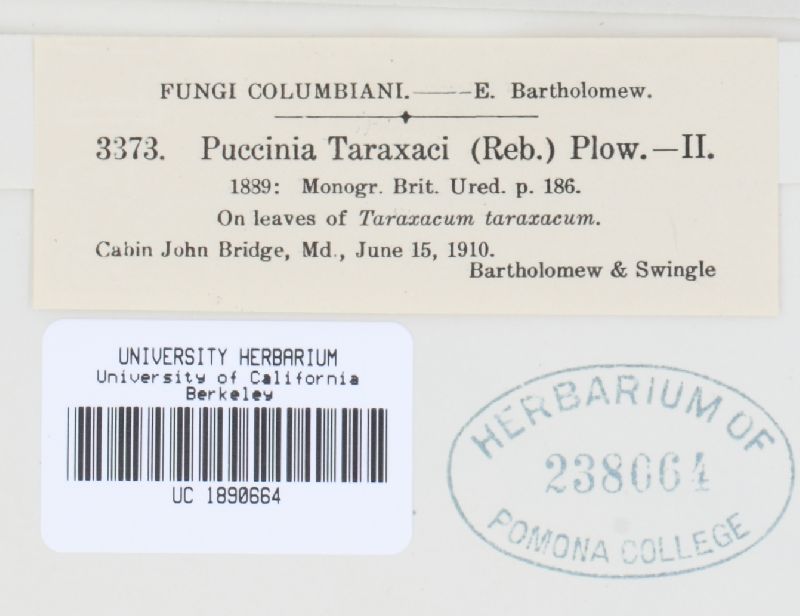 FUNGI COLUMBIANI.——E. Bartholomew.
3373. Puccinia Taraxaci (Reb.) Plow.—II.
1889: Monogr. Brit. Ured. p. 186.
On leaves of Taraxacum taraxacum.
Cabin John Bridge, Md., June 15, 1910.
Bartholomew & Swingle
UNIVERSITY HERBARIUM
University of California
Berkeley
UC 1890664
HERBARIUM OF
238064
POMONA COLLEGE